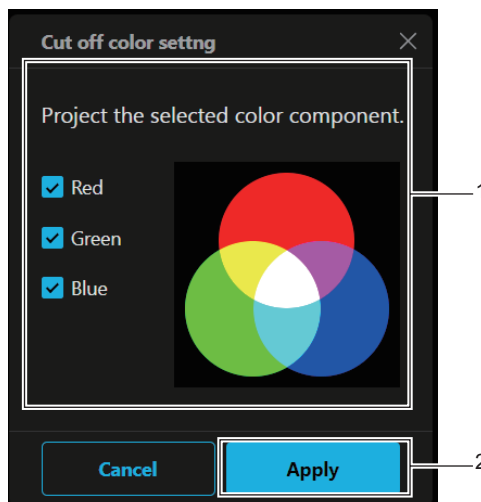 Cut off color settng
Project the selected color component.
1
Red
Green
Blue
Cancel
Apply
2